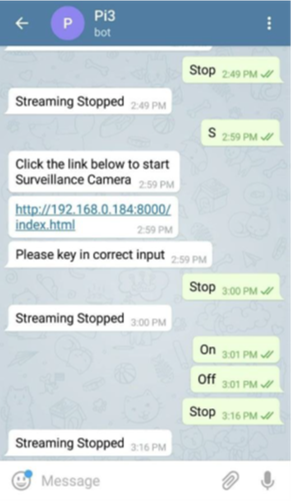 Pi3
P
bot
Stop 2:49 PM
Streaming Stopped 2:49 PM
S 2:59 PM
Click the link below to start
Surveillance Camera 2:59 PM
http://192.168.0.184:8000/
index.html 2:59 PM
Please key in correct input 2:59 PM
Stop 3:00 PM
Streaming Stopped 3:00 PM
On 3:01 PM
Off 3:01 PM
Stop 3:16 PM
Streaming Stopped 3:16 PM
Message